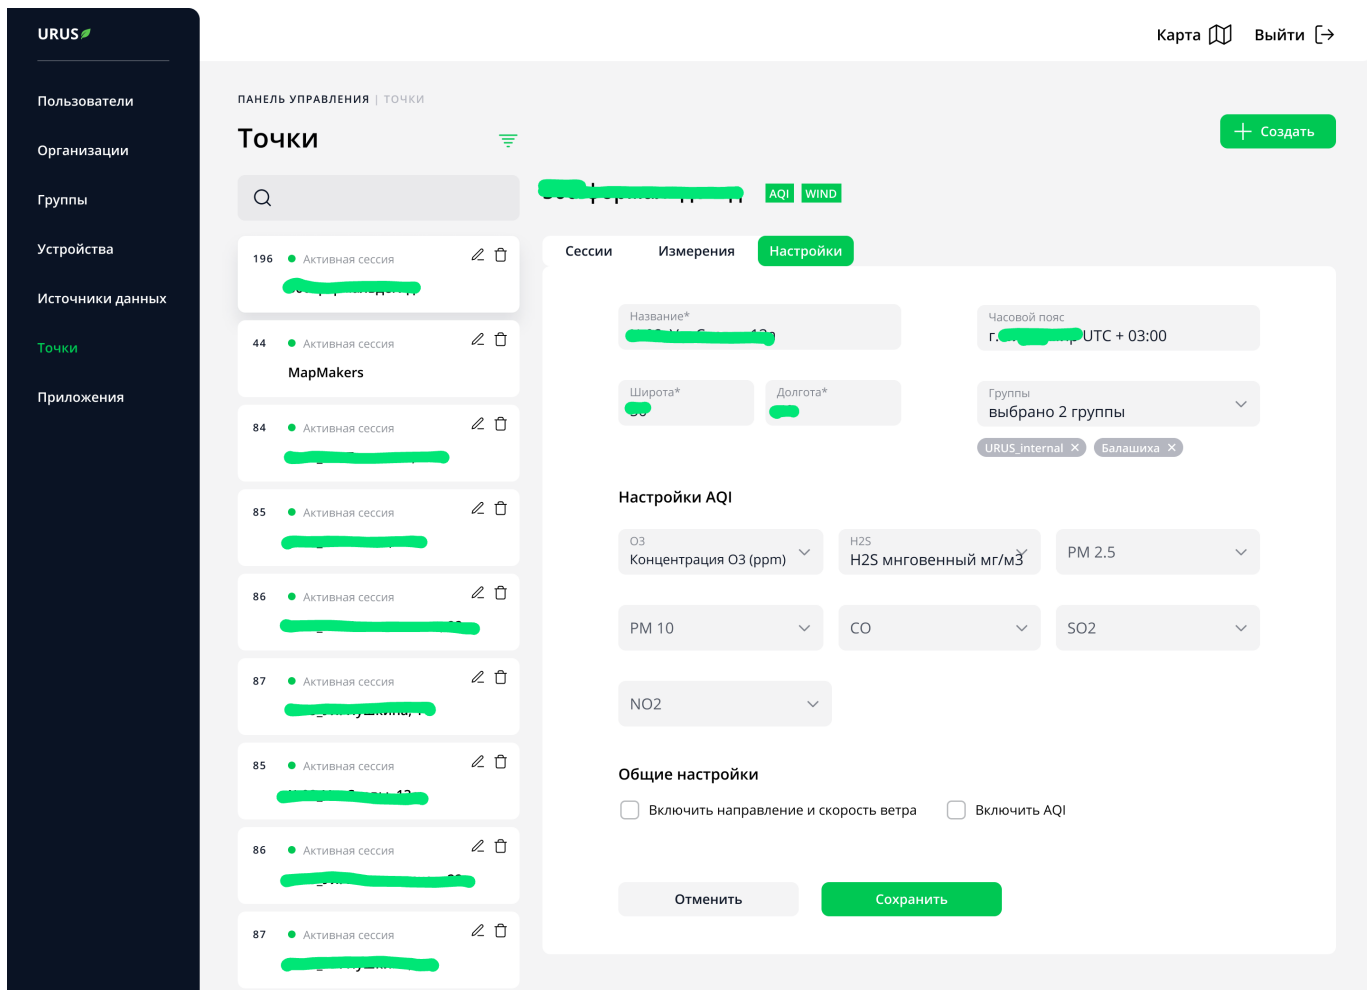 URUS
Карта
Выйти
Пользователи
Организации
Группы
Устройства
Источники данных
Точки
Приложения
ПАНЕЛЬ УПРАВЛЕНИЯ | ТОЧКИ
Точки
Создать
AQI WIND
196 Активная сессия
44 Активная сессия
MapMakers
84 Активная сессия
85 Активная сессия
86 Активная сессия
87 Активная сессия
85 Активная сессия
86 Активная сессия
87 Активная сессия
Сессии Измерения Настройки
Название*
Часовой пояс
г. UTC + 03:00
Широта* Долгота*
Группы
выбрано 2 группы
URUS_internal Балашиха
Настройки AQI
O3
Концентрация O3 (ppm)
H2S
H2S мнговенный мг/м3
PM 2.5
PM 10
CO
SO2
NO2
Общие настройки
Включить направление и скорость ветра
Включить AQI
Отменить
Сохранить